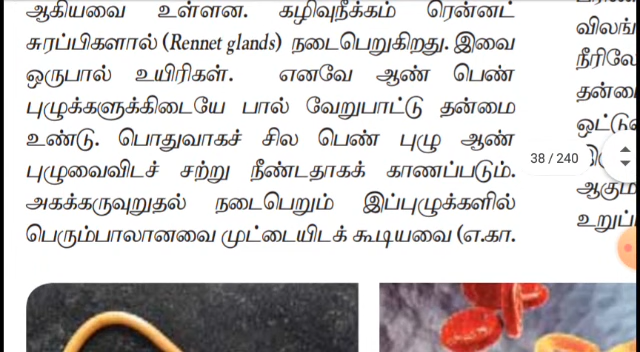 ஆகியவை உள்ளன. கழிவுநீக்கம் ரென்னட்
சுரப்பிகளால் (Rennet glands) நடைபெறுகிறது. இவை
ஒருபால் உயிரிகள். எனவே ஆண் பெண்
புழுக்களுக்கிடையே பால் வேறுபாட்டு தன்மை
உண்டு. பொதுவாகச் சில பெண் புழு ஆண்
புழுவைவிடச் சற்று நீண்டதாகக் காணப்படும்.
அகக்கருவுறுதல் நடைபெறும் இப்புழுக்களில்
பெரும்பாலானவை முட்டையிடக் கூடியவை (எ.கா.
38 / 240